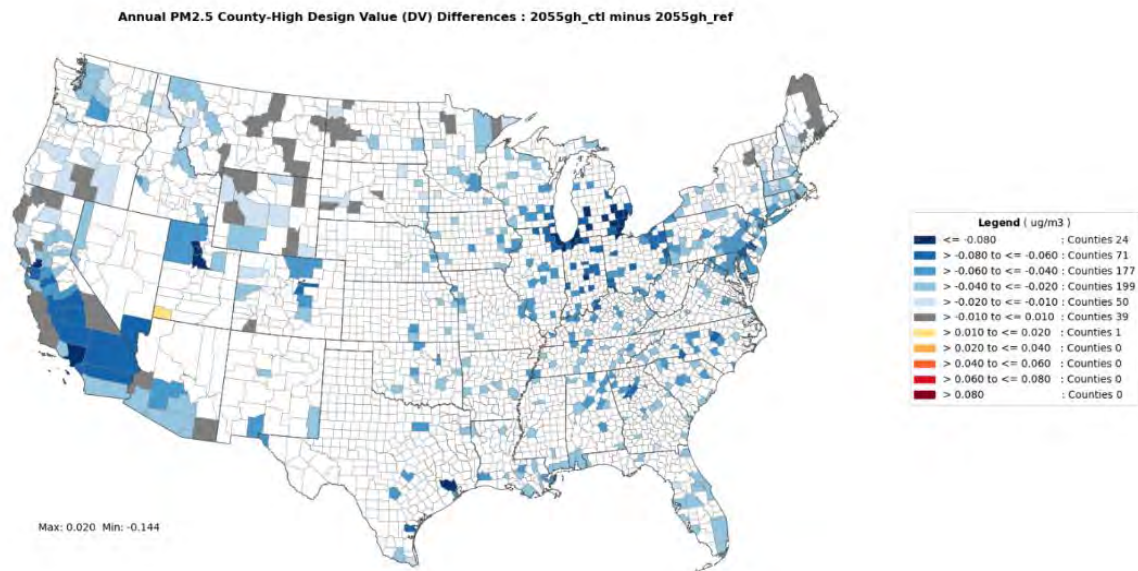 Annual PM2.5 County-High Design Value (DV) Differences : 2055gh_ctl minus 2055gh_ref
Legend ( ug/m3 )
<= -0.080 : Counties 24
> -0.080 to <= -0.060 : Counties 71
> -0.060 to <= -0.040 : Counties 177
> -0.040 to <= -0.020 : Counties 199
> -0.020 to <= -0.010 : Counties 50
> -0.010 to <= 0.010 : Counties 39
> 0.010 to <= 0.020 : Counties 1
> 0.020 to <= 0.040 : Counties 0
> 0.040 to <= 0.060 : Counties 0
> 0.060 to <= 0.080 : Counties 0
> 0.080 : Counties 0
Max: 0.020 Min: -0.144